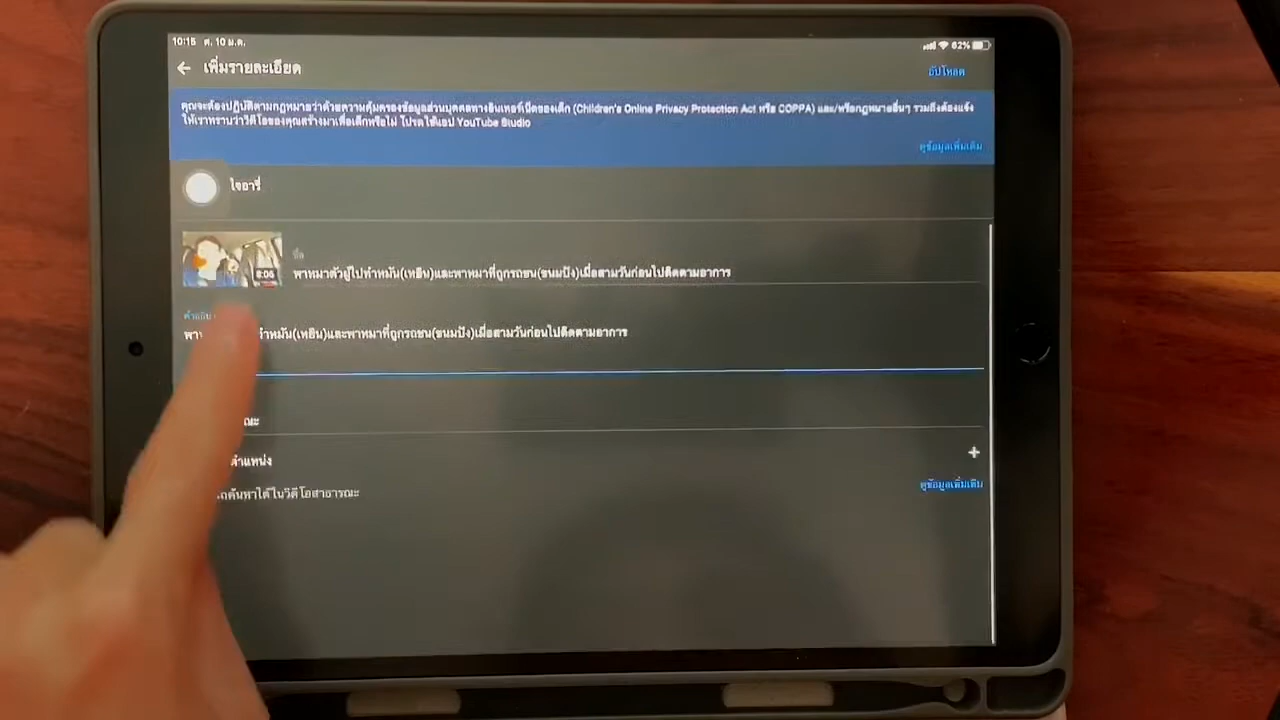 10:15 ศ. 10 ม.ค.
62%
เพิ่มรายละเอียด
อัปโหลด
คุณจะต้องปฏิบัติตามกฎหมายว่าด้วยความคุ้มครองข้อมูลส่วนบุคคลทางอินเทอร์เน็ตของเด็ก (Children's Online Privacy Protection Act หรือ COPPA) และ/หรือกฎหมายอื่นๆ รวมถึงต้องแจ้ง
ให้เราทราบว่าวิดีโอของคุณสร้างมาเพื่อเด็กหรือไม่ โปรดใช้แอป YouTube Studio
ดูข้อมูลเพิ่มเติม
ไจอารี่
ชื่อ
8:06
พาหมาตัวผู้ไปทำหมัน(เหยิน)และพาหมาที่ถูกรถชน(ขนมปัง)เมื่อสามวันก่อนไปติดตามอาการ
คำอธิบ
พา ทำหมัน(เหยิน)และพาหมาที่ถูกรถชน(ขนมปัง)เมื่อสามวันก่อนไปติดตามอาการ
ณะ
ตำแหน่ง
ถค้นหาได้ในวิดีโอสาธารณะ
ดูข้อมูลเพิ่มเติม